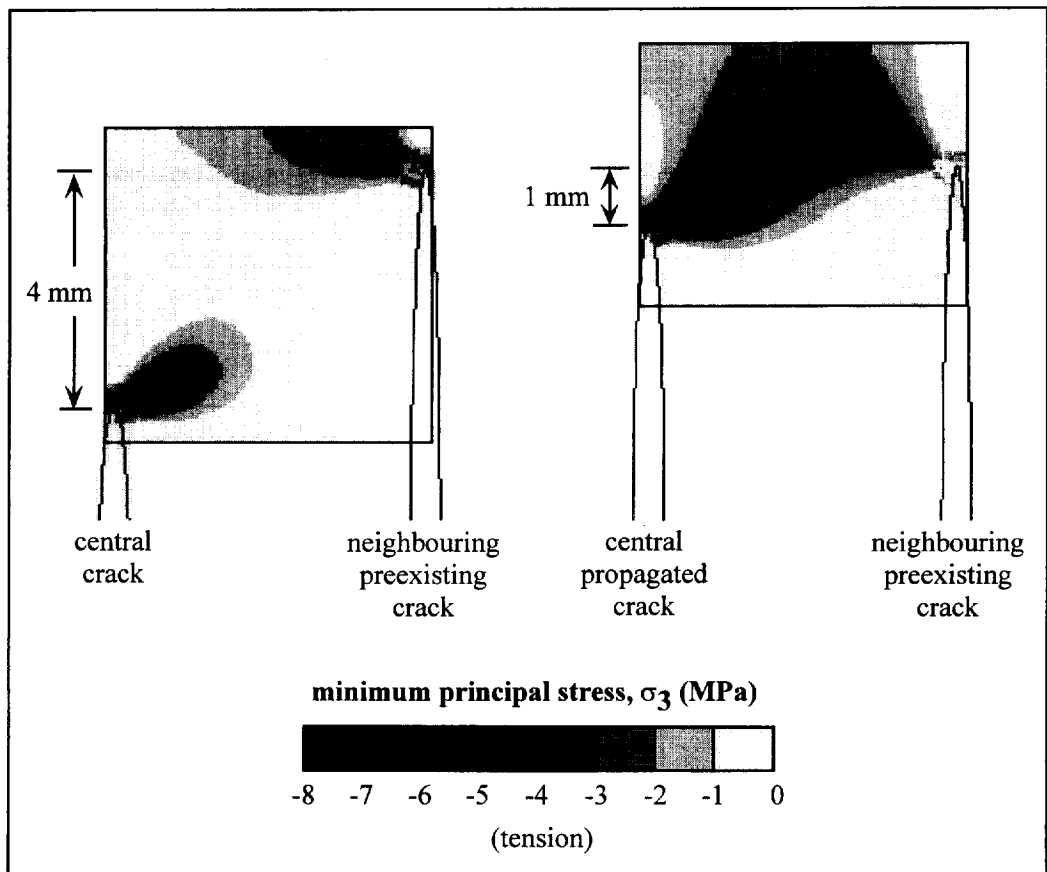 4 mm
1 mm
central
crack
neighbouring
preexisting
crack
central
propagated
crack
neighbouring
preexisting
crack
minimum principal stress, σ3 (MPa)
-8 -7 -6 -5 -4 -3 -2 -1 0
(tension)